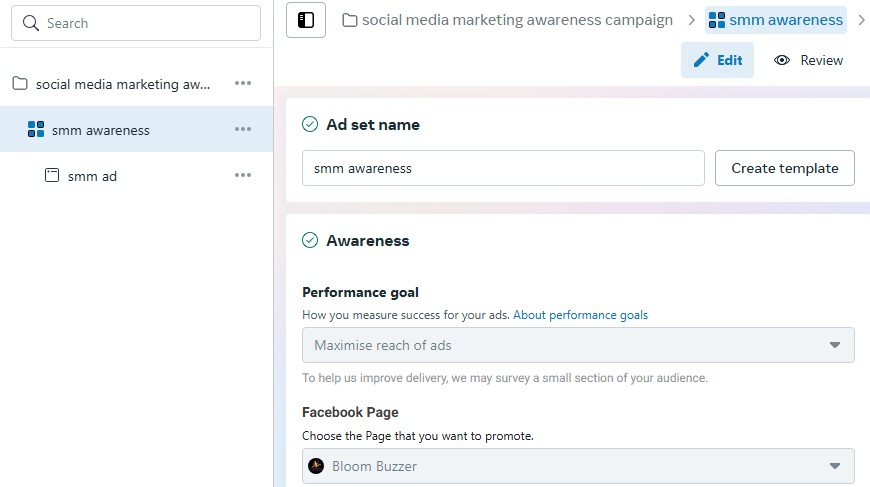 Search
social media marketing aw...
smm awareness
smm ad
social media marketing awareness campaign
smm awareness
Edit
Review
Ad set name
smm awareness
Create template
Awareness
Performance goal
How you measure success for your ads. About performance goals
Maximise reach of ads
To help us improve delivery, we may survey a small section of your audience.
Facebook Page
Choose the Page that you want to promote.
Bloom Buzzer